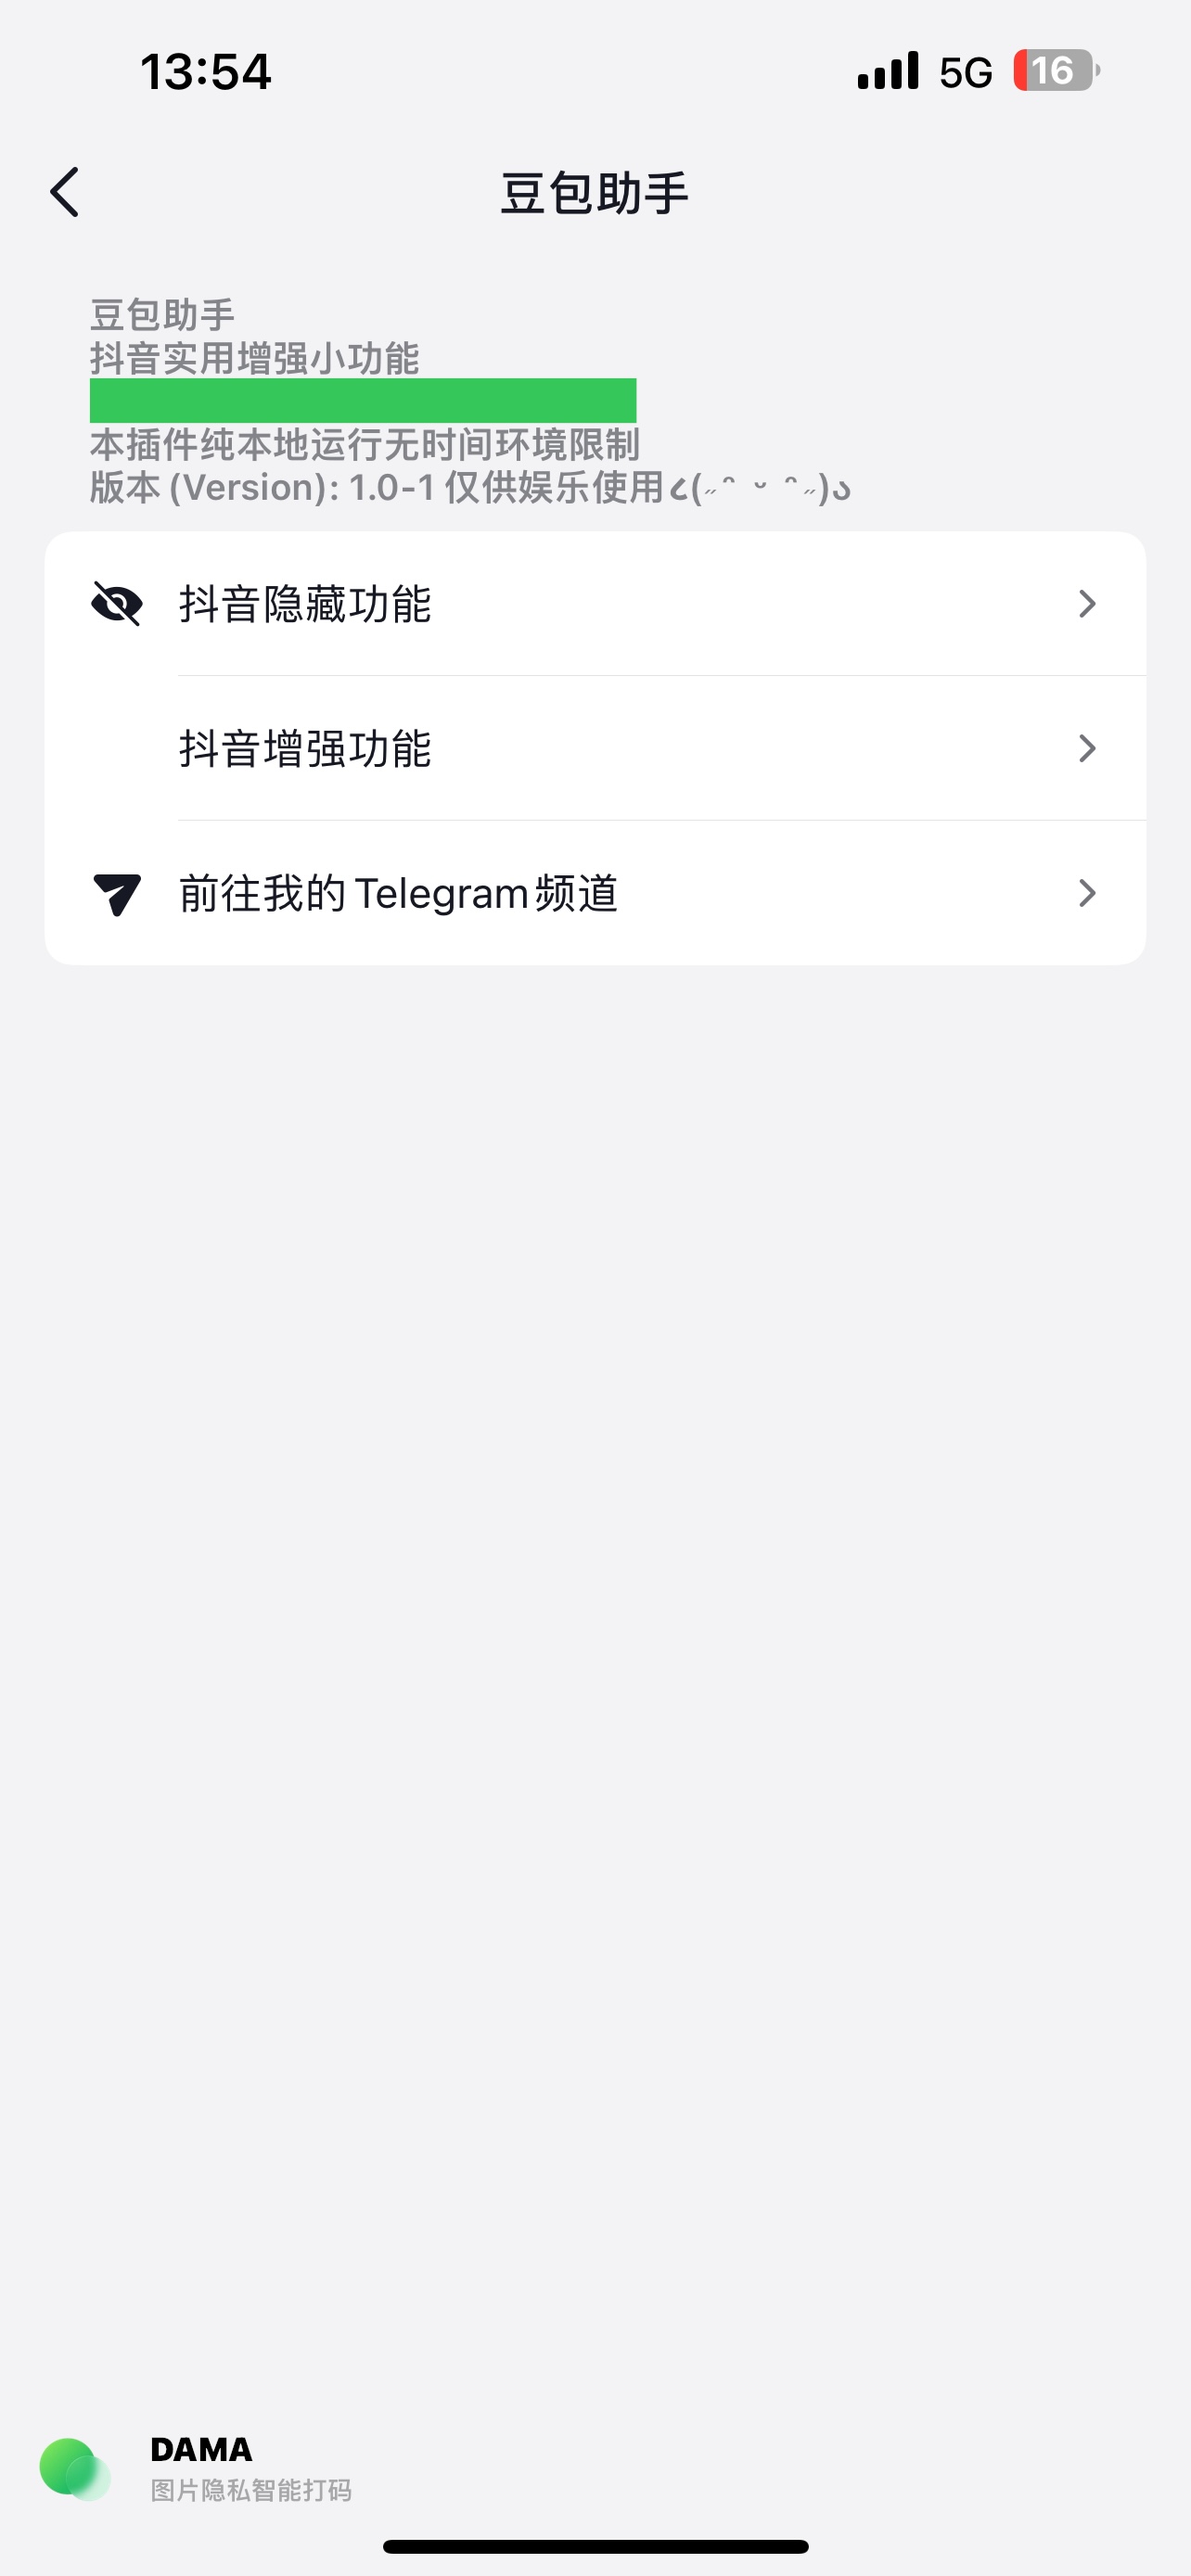 13:54
5G 16
豆包助手
豆包助手
抖音实用增强小功能
本插件纯本地运行无时间环境限制
版本 (Version): 1.0-1 仅供娱乐使用૮(˶ᵔ ᵕ ᵔ˶)ა
抖音隐藏功能
抖音增强功能
前往我的 Telegram 频道
DAMA
图片隐私智能打码